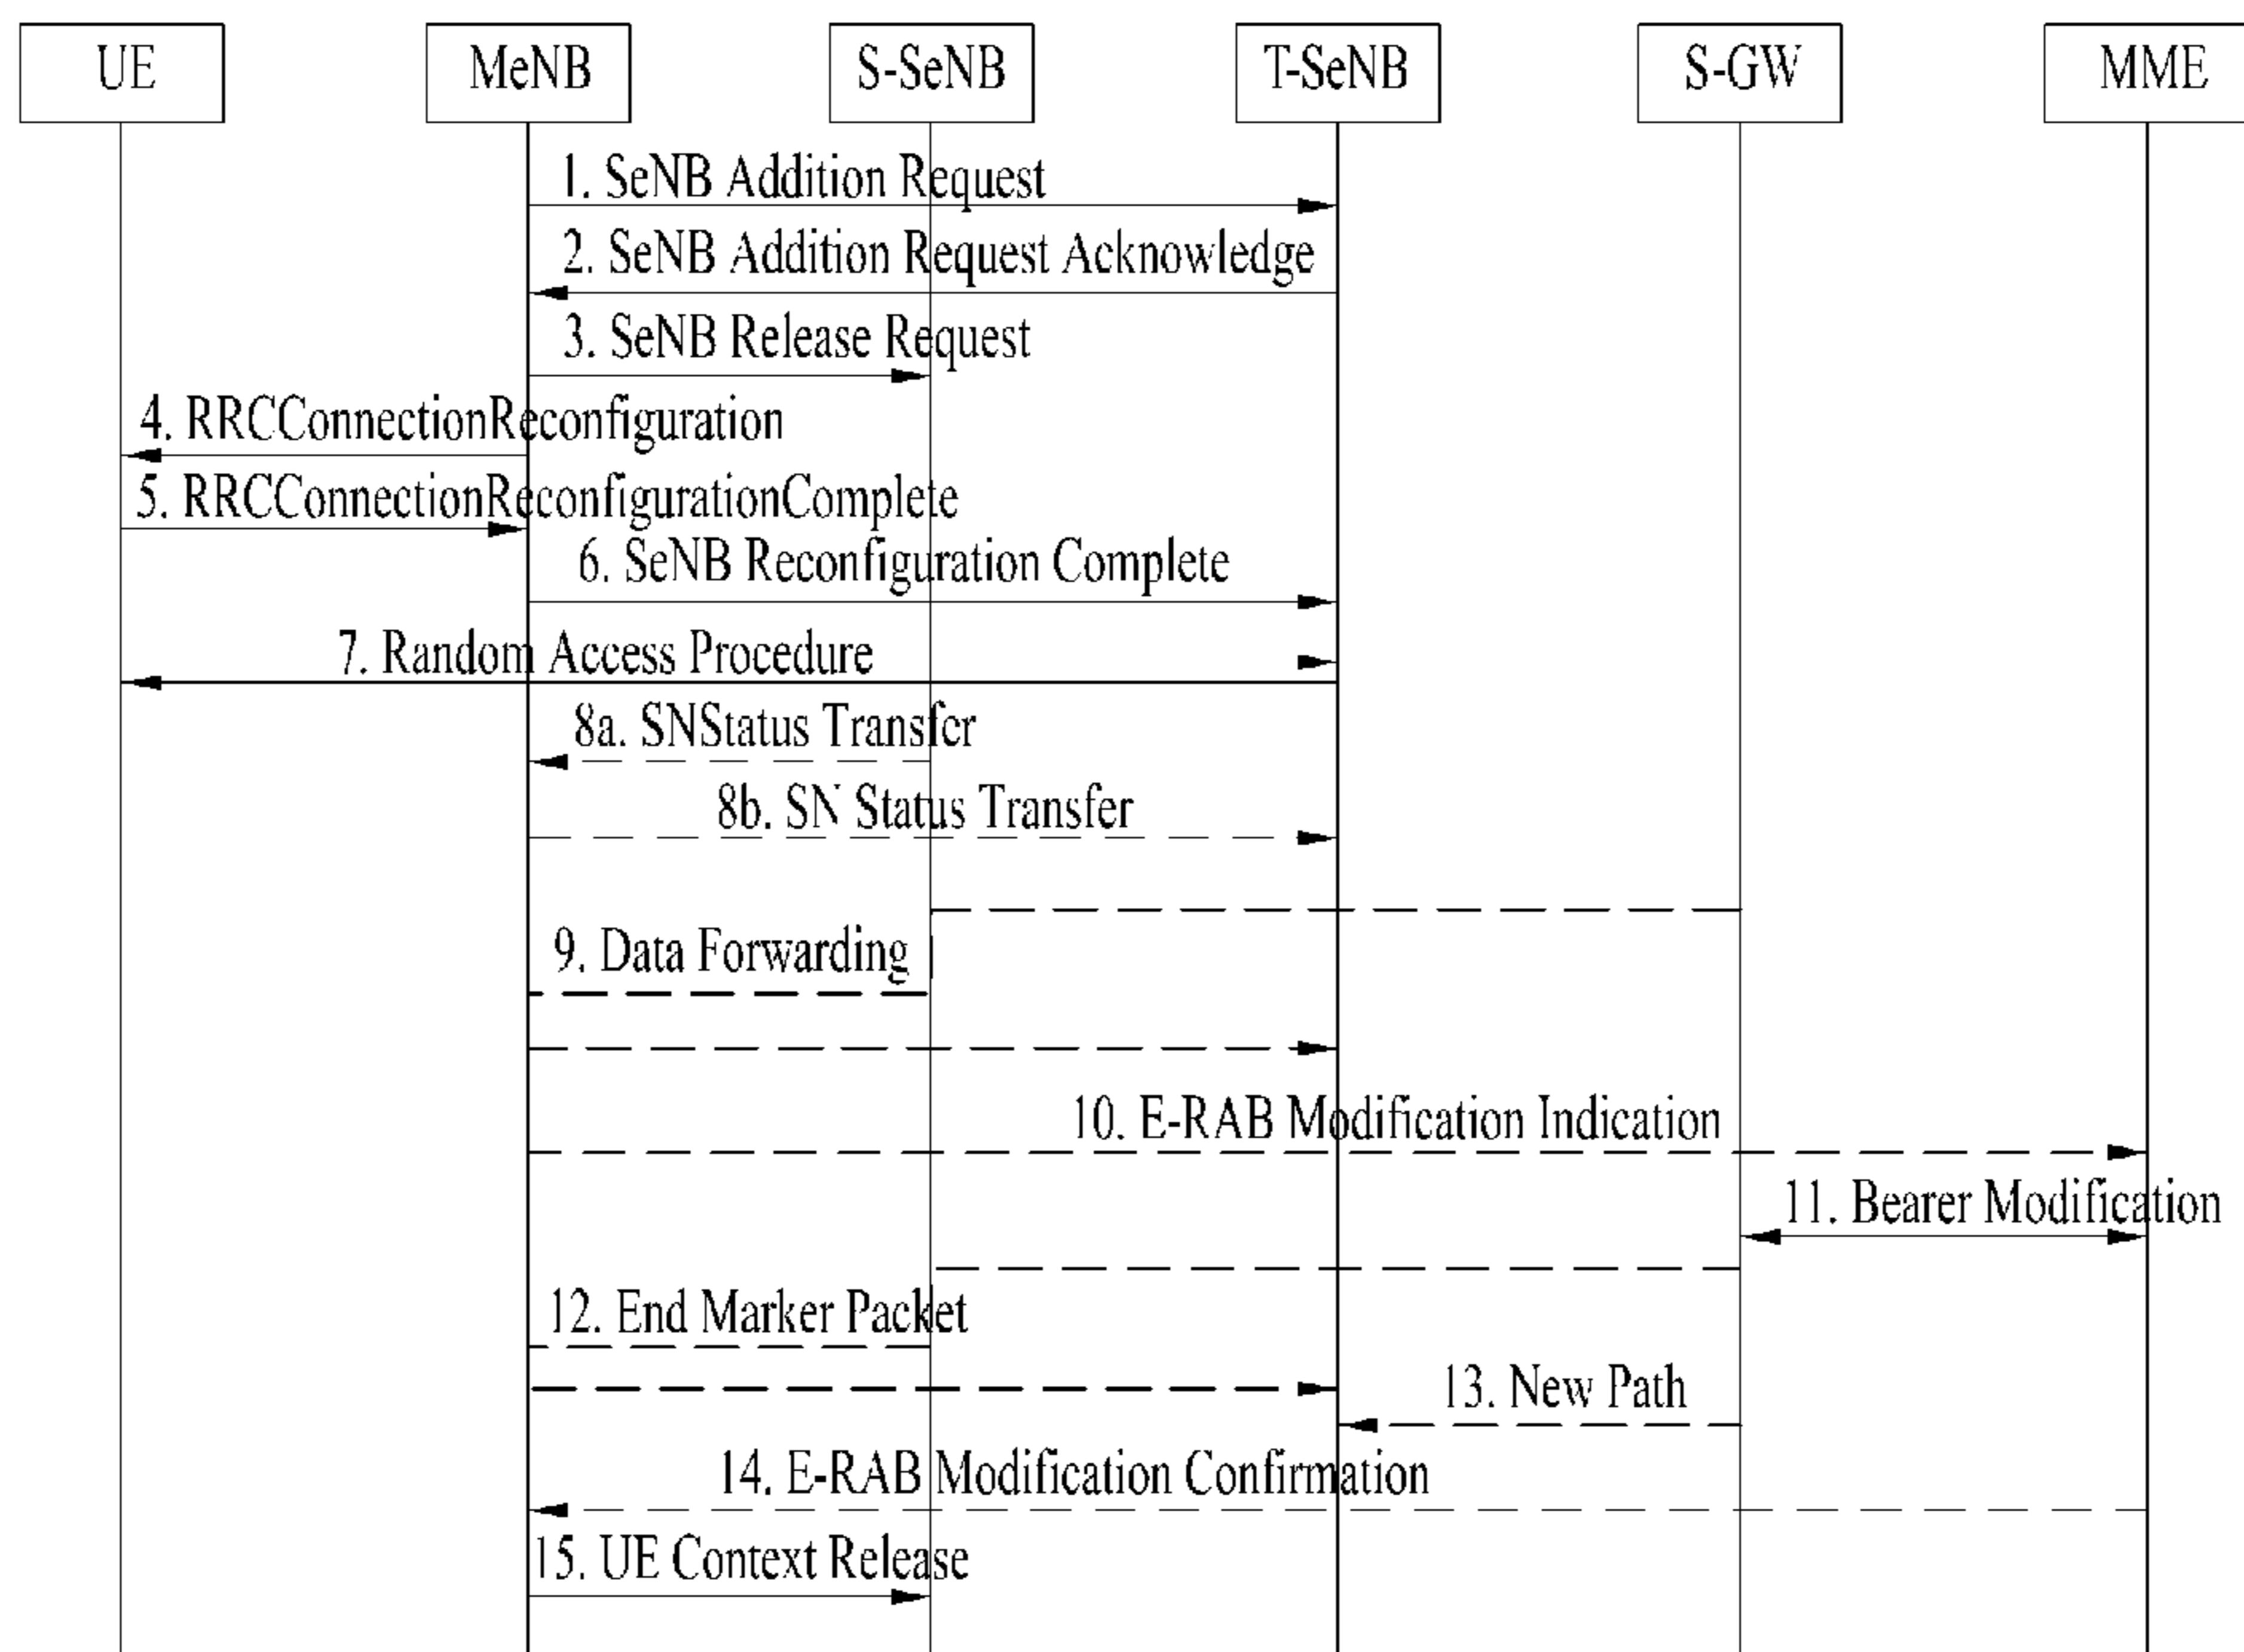 UE
MeNB
S-SeNB
T-SeNB
S-GW
MME
1. SeNB Addition Request
2. SeNB Addition Request Acknowledge
3. SeNB Release Request
4. RRCConnectionReconfiguration
5. RRCConnectionReconfigurationComplete
6. SeNB Reconfiguration Complete
7. Random Access Procedure
8a. SNStatus Transfer
8b. SN Status Transfer
9. Data Forwarding
10. E-RAB Modification Indication
11. Bearer Modification
12. End Marker Packet
13. New Path
14. E-RAB Modification Confirmation
15. UE Context Release